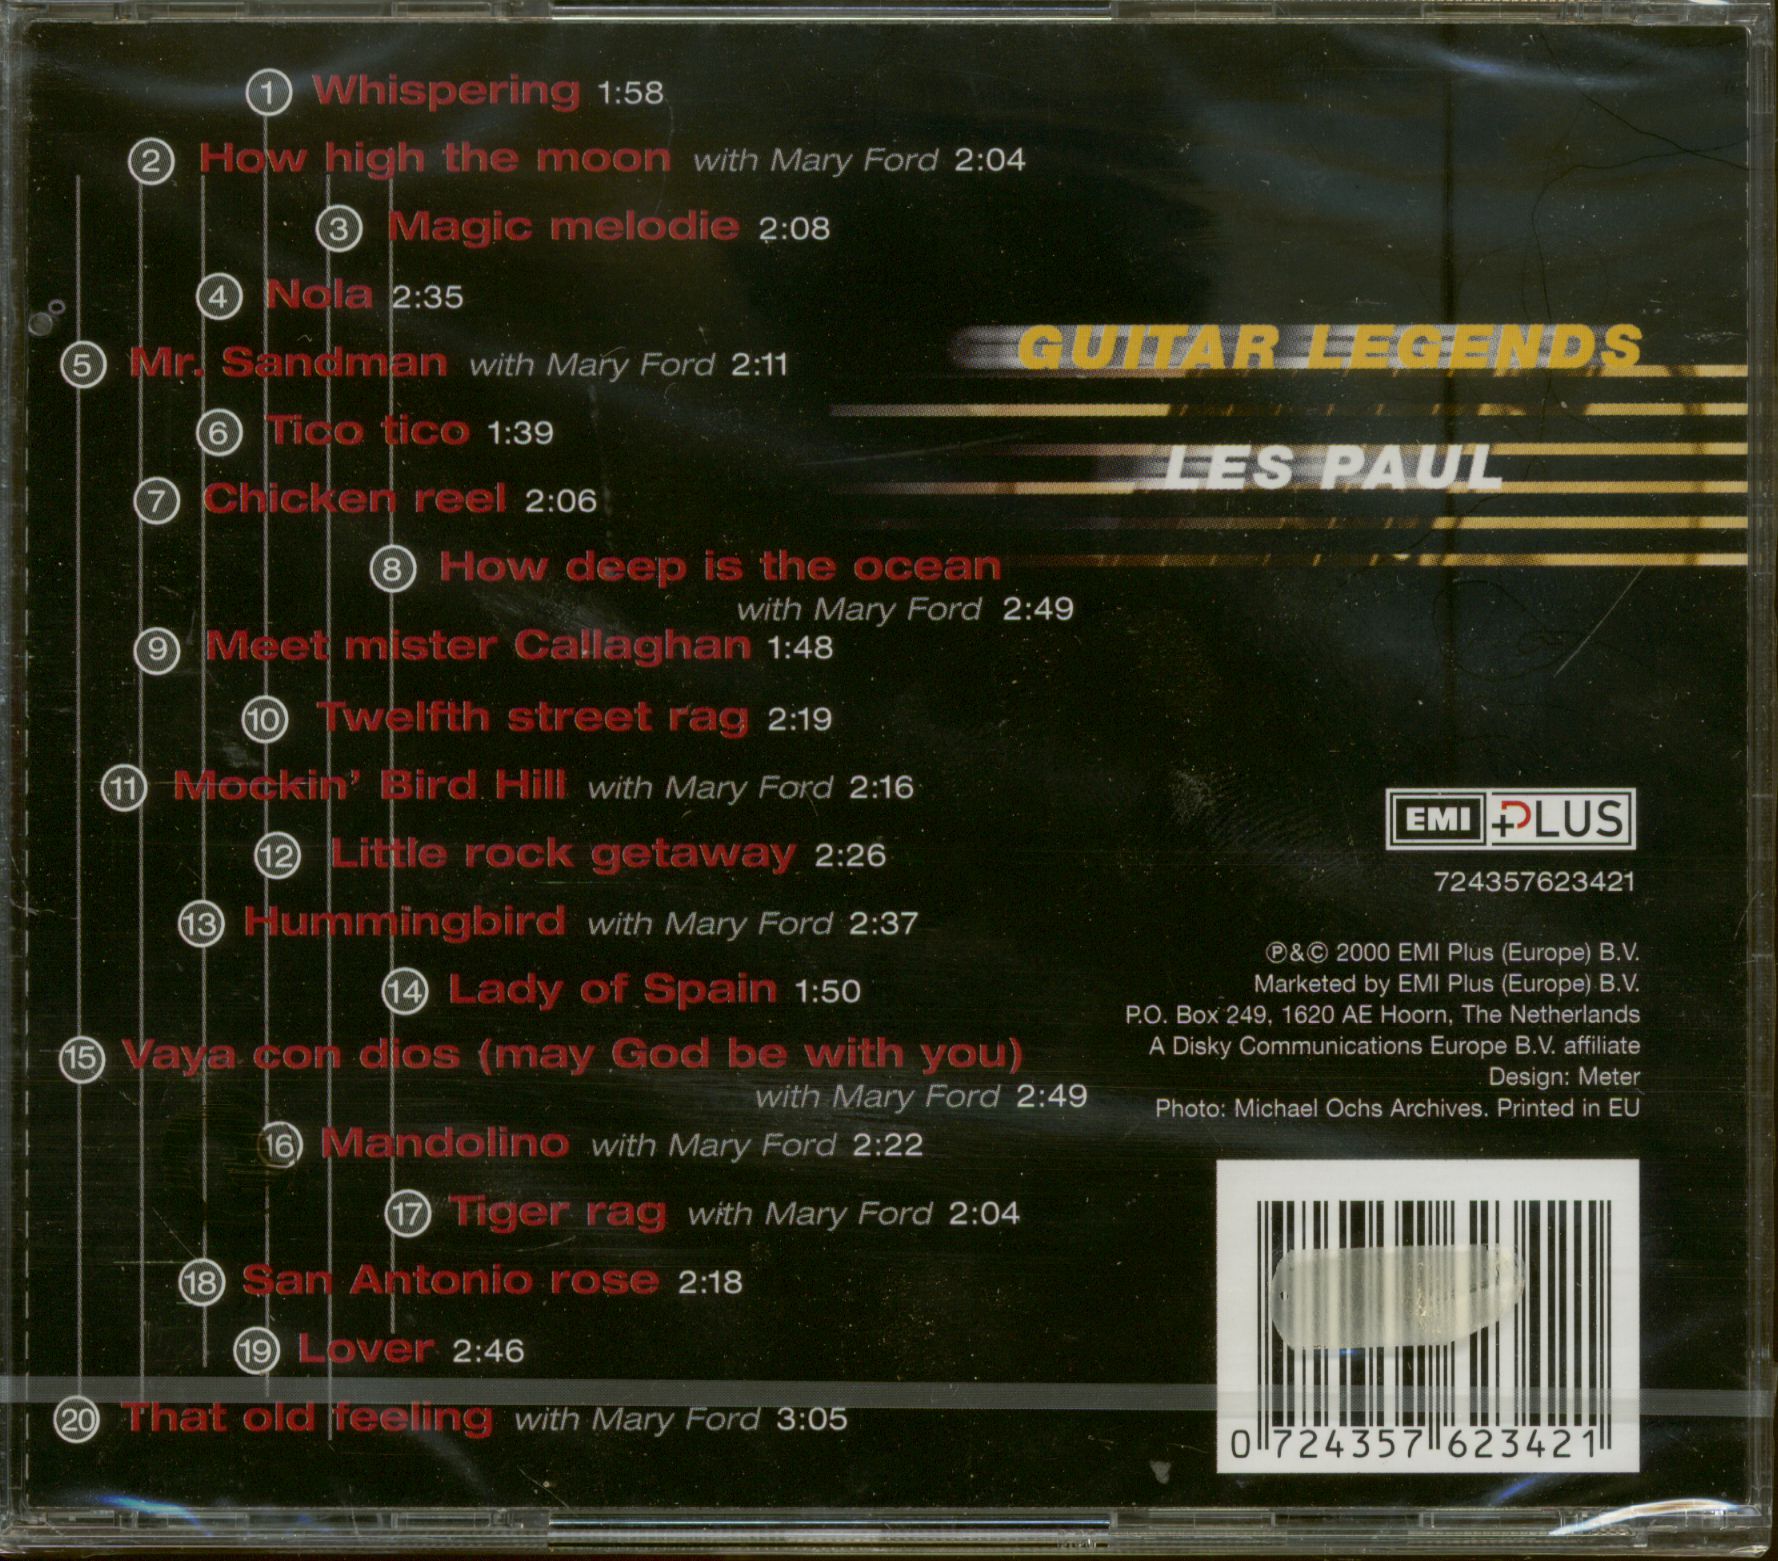 1 Whispering 1:58
2 How high the moon with Mary Ford 2:04
3 Magic melodie 2:08
4 Nola 2:35
5 Mr. Sandman with Mary Ford 2:11
6 Tico tico 1:39
7 Chicken reel 2:06
8 How deep is the ocean
with Mary Ford 2:49
9 Meet mister Callaghan 1:48
10 Twelfth street rag 2:19
11 Mockin' Bird Hill with Mary Ford 2:16
12 Little rock getaway 2:26
13 Hummingbird with Mary Ford 2:37
14 Lady of Spain 1:50
15 Vaya con dios (may God be with you)
with Mary Ford 2:49
16 Mandolino with Mary Ford 2:22
17 Tiger rag with Mary Ford 2:04
18 San Antonio rose 2:18
19 Lover 2:46
20 That old feeling with Mary Ford 3:05
GUITAR LEGENDS
LES PAUL
EMI +PLUS
724357623421
℗&© 2000 EMI Plus (Europe) B.V.
Marketed by EMI Plus (Europe) B.V.
P.O. Box 249, 1620 AE Hoorn, The Netherlands
A Disky Communications Europe B.V. affiliate
Design: Meter
Photo: Michael Ochs Archives. Printed in EU
0 724357 623421